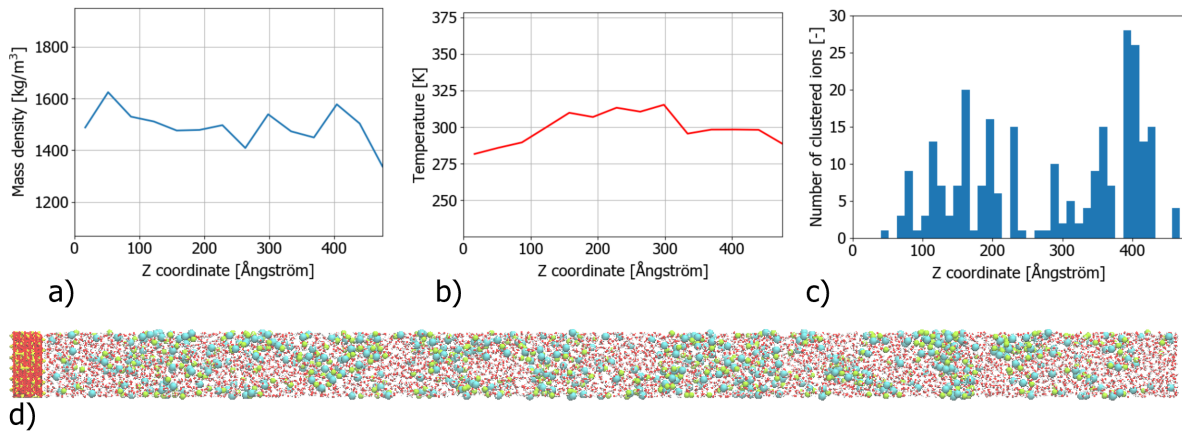 Mass density [kg/m³]
1800
1600
1400
1200
0 100 200 300 400
Z coordinate [Ångström]
a)
Temperature [K]
375
350
325
300
275
250
0 100 200 300 400
Z coordinate [Ångström]
b)
Number of clustered ions [-]
30
25
20
15
10
5
0
0 100 200 300 400
Z coordinate [Ångström]
c)
d)